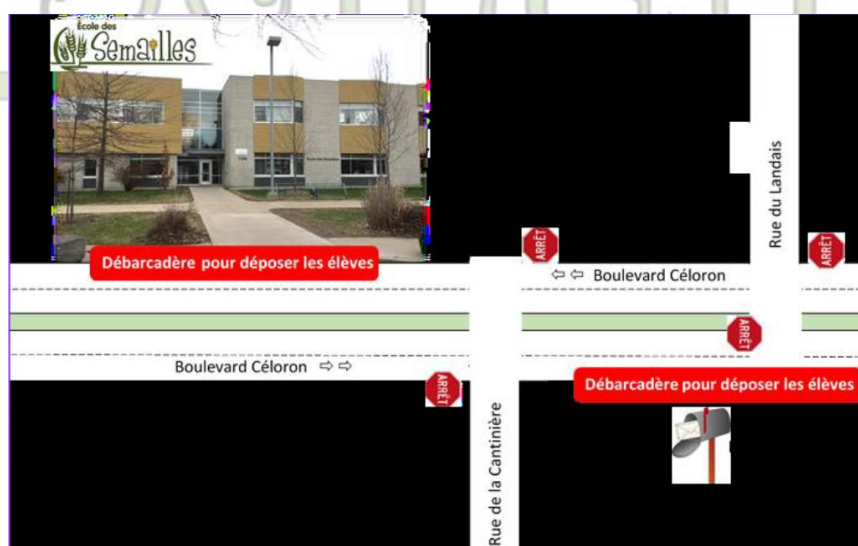 École des
Semailles
Débarcadère pour déposer les élèves
Rue du Landais
ARRÊT
ARRÊT
Boulevard Céloron
ARRÊT
Boulevard Céloron
ARRÊT
Débarcadère pour déposer les élèves
Rue de la Cantinière